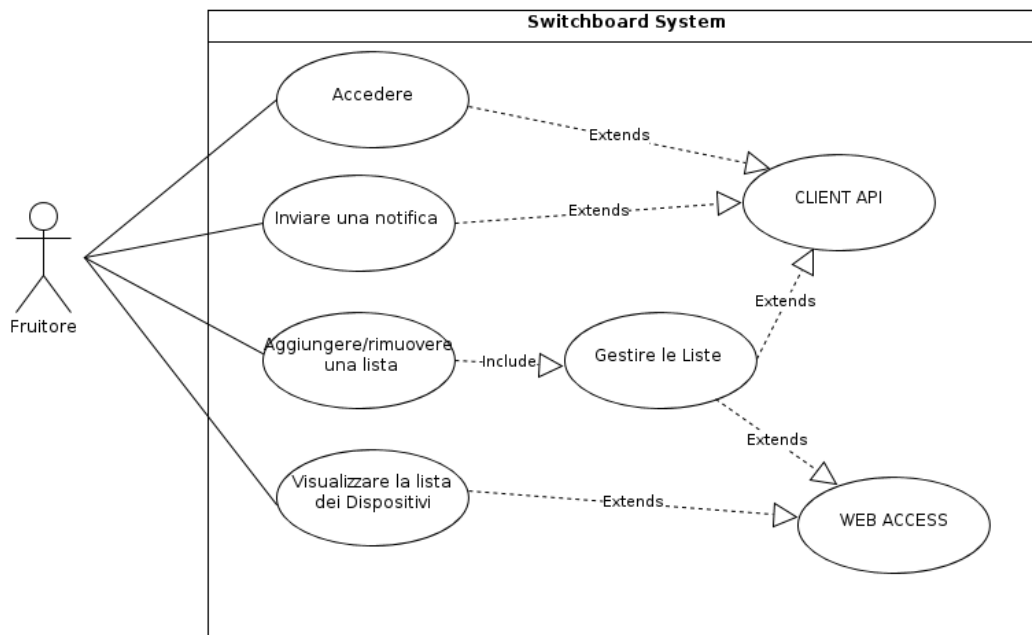 Switchboard System
Accedere
Extends
CLIENT API
Inviare una notifica
Extends
Fruitore
Extends
Aggiungere/rimuovere
una lista
Include
Gestire le Liste
Extends
Visualizzare la lista
dei Dispositivi
Extends
WEB ACCESS